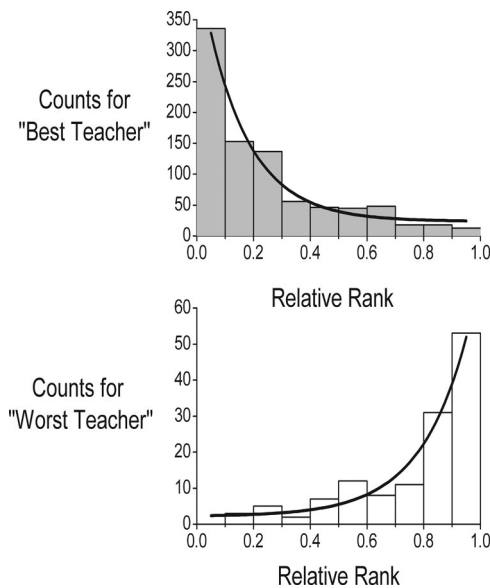 350
300
250
200
150
100
50
0
Counts for
"Best Teacher"
0.0 0.2 0.4 0.6 0.8 1.0
Relative Rank
60
50
40
30
20
10
0
Counts for
"Worst Teacher"
0.0 0.2 0.4 0.6 0.8 1.0
Relative Rank